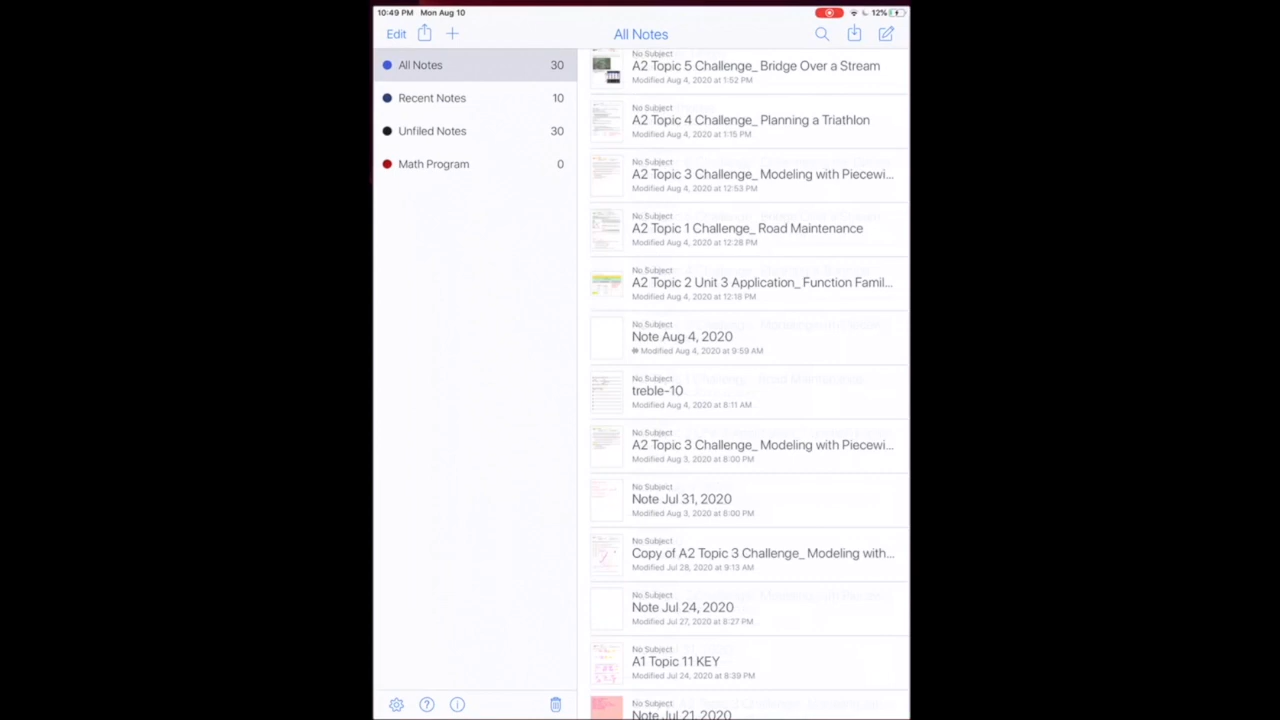 10:49 PM Mon Aug 10
12%
Edit
All Notes
All Notes 30
Recent Notes 10
Unfiled Notes 30
Math Program 0
No Subject
A2 Topic 5 Challenge_ Bridge Over a Stream
Modified Aug 4, 2020 at 1:52 PM
No Subject
A2 Topic 4 Challenge_ Planning a Triathlon
Modified Aug 4, 2020 at 1:15 PM
No Subject
A2 Topic 3 Challenge_ Modeling with Piecewi...
Modified Aug 4, 2020 at 12:53 PM
No Subject
A2 Topic 1 Challenge_ Road Maintenance
Modified Aug 4, 2020 at 12:28 PM
No Subject
A2 Topic 2 Unit 3 Application_ Function Famil...
Modified Aug 4, 2020 at 12:18 PM
No Subject
Note Aug 4, 2020
Modified Aug 4, 2020 at 9:59 AM
No Subject
treble-10
Modified Aug 4, 2020 at 8:11 AM
No Subject
A2 Topic 3 Challenge_ Modeling with Piecewi...
Modified Aug 3, 2020 at 8:00 PM
No Subject
Note Jul 31, 2020
Modified Aug 3, 2020 at 6:00 PM
No Subject
Copy of A2 Topic 3 Challenge_ Modeling with...
Modified Jul 28, 2020 at 9:13 AM
No Subject
Note Jul 24, 2020
Modified Jul 27, 2020 at 8:27 PM
No Subject
A1 Topic 11 KEY
Modified Jul 24, 2020 at 8:39 PM
No Subject
Note Jul 21, 2020